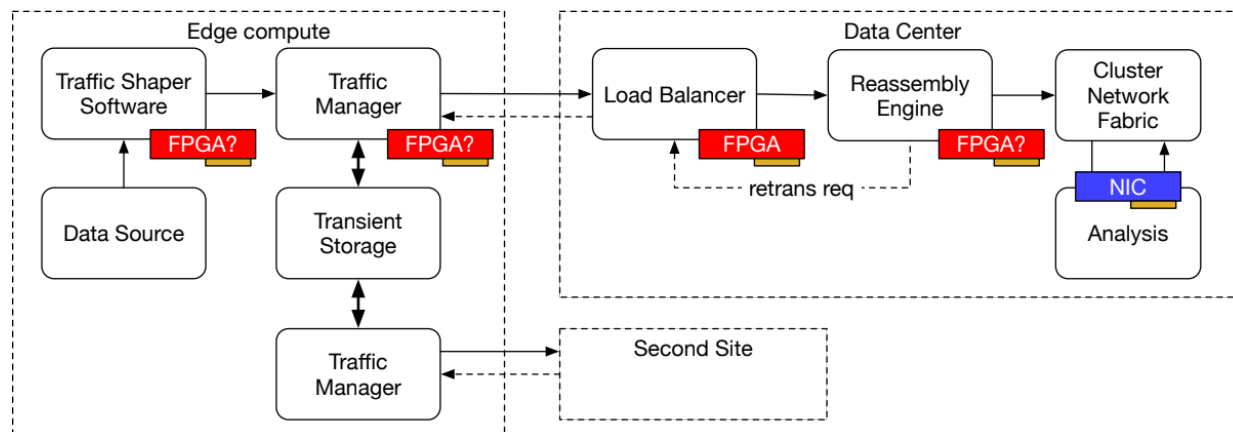 Edge compute
Data Center
Traffic Shaper
Software
FPGA?
Traffic
Manager
FPGA?
Load Balancer
FPGA
Reassembly
Engine
FPGA?
Cluster
Network
Fabric
retrans req
NIC
Data Source
Transient
Storage
Analysis
Traffic
Manager
Second Site